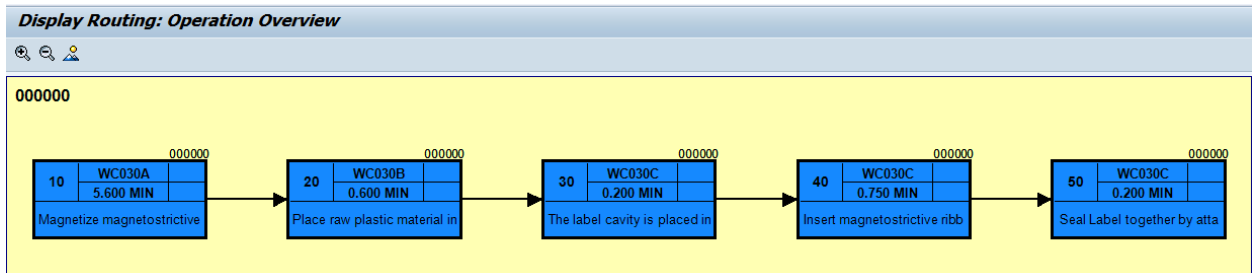 Display Routing: Operation Overview
000000
000000
10
WC030A
5.600 MIN
Magnetize magnetostrictive
000000
20
WC030B
0.600 MIN
Place raw plastic material in
000000
30
WC030C
0.200 MIN
The label cavity is placed in
000000
40
WC030C
0.750 MIN
Insert magnetostrictive ribb
000000
50
WC030C
0.200 MIN
Seal Label together by atta